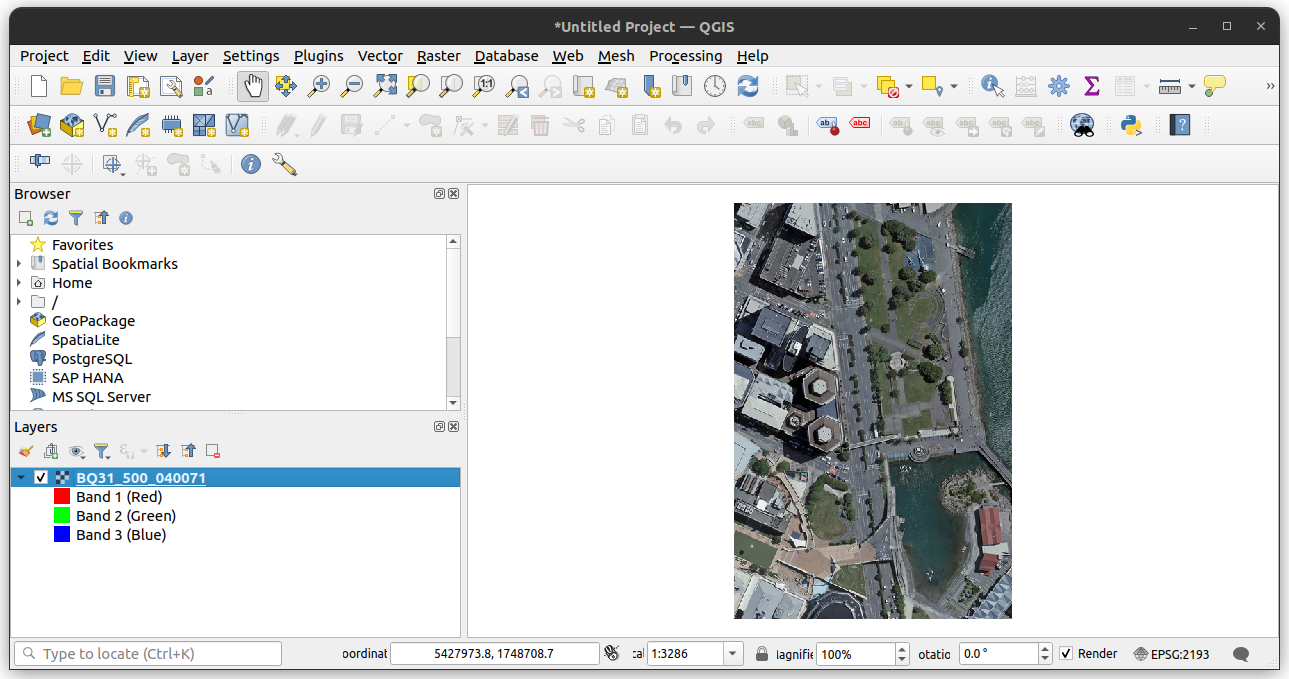 *Untitled Project — QGIS
Project Edit View Layer Settings Plugins Vector Raster Database Web Mesh Processing Help
Browser
Favorites
Spatial Bookmarks
Home
/
GeoPackage
SpatiaLite
PostgreSQL
SAP HANA
MS SQL Server
Layers
BQ31_500_040071
Band 1 (Red)
Band 2 (Green)
Band 3 (Blue)
Type to locate (Ctrl+K) oordinat 5427973.8, 1748708.7 1:3286 agnifie 100% otatio 0.0 ° Render EPSG:2193